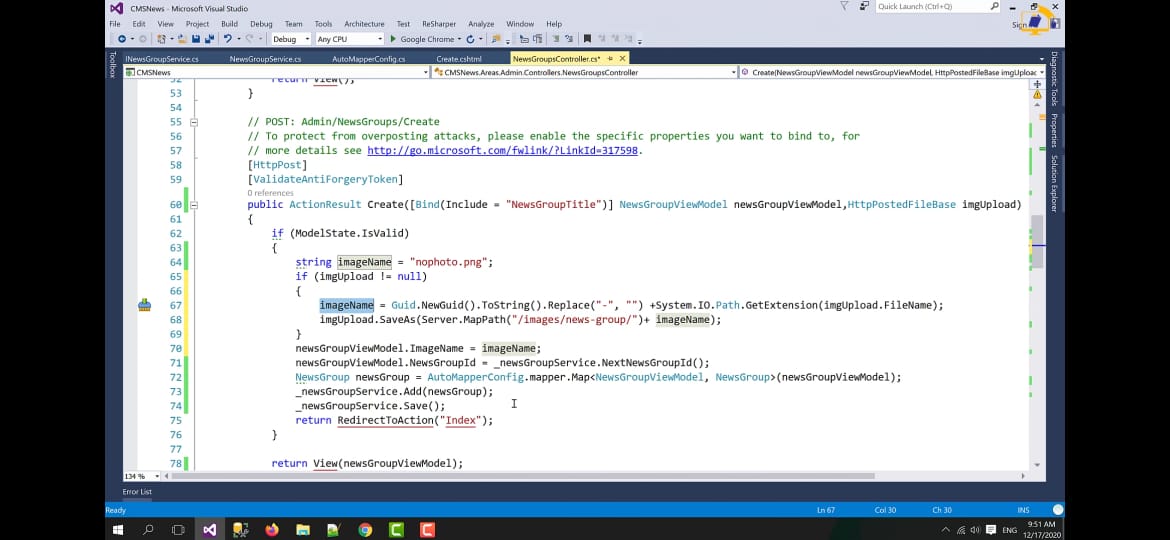 CMSNews - Microsoft Visual Studio
Quick Launch (Ctrl+Q)
File Edit View Project Build Debug Team Tools Architecture Test ReSharper Analyze Window Help
Debug Any CPU Google Chrome
Toolbox
INewsGroupService.cs NewsGroupService.cs AutoMapperConfig.cs Create.cshtml NewsGroupsController.cs*
CMSNews CMSNews.Areas.Admin.Controllers.NewsGroupsController Create(NewsGroupViewModel newsGroupViewModel, HttpPostedFileBase imgUpload)
return View();
53 }
54
55 // POST: Admin/NewsGroups/Create
56 // To protect from overposting attacks, please enable the specific properties you want to bind to, for
57 // more details see http://go.microsoft.com/fwlink/?LinkId=317598.
58 [HttpPost]
59 [ValidateAntiForgeryToken]
0 references
60 public ActionResult Create([Bind(Include = "NewsGroupTitle")] NewsGroupViewModel newsGroupViewModel,HttpPostedFileBase imgUpload)
61 {
62 if (ModelState.IsValid)
63 {
64 string imageName = "nophoto.png";
65 if (imgUpload != null)
66 {
67 imageName = Guid.NewGuid().ToString().Replace("-", "") +System.IO.Path.GetExtension(imgUpload.FileName);
68 imgUpload.SaveAs(Server.MapPath("/images/news-group/")+ imageName);
69 }
70 newsGroupViewModel.ImageName = imageName;
71 newsGroupViewModel.NewsGroupId = _newsGroupService.NextNewsGroupId();
72 NewsGroup newsGroup = AutoMapperConfig.mapper.Map<NewsGroupViewModel, NewsGroup>(newsGroupViewModel);
73 _newsGroupService.Add(newsGroup);
74 _newsGroupService.Save();
75 return RedirectToAction("Index");
76 }
77
78 return View(newsGroupViewModel);
134 %
Diagnostic Tools
Properties
Solution Explorer
Error List
Ready Ln 67 Col 30 Ch 30 INS
ENG
9:51 AM
12/17/2020